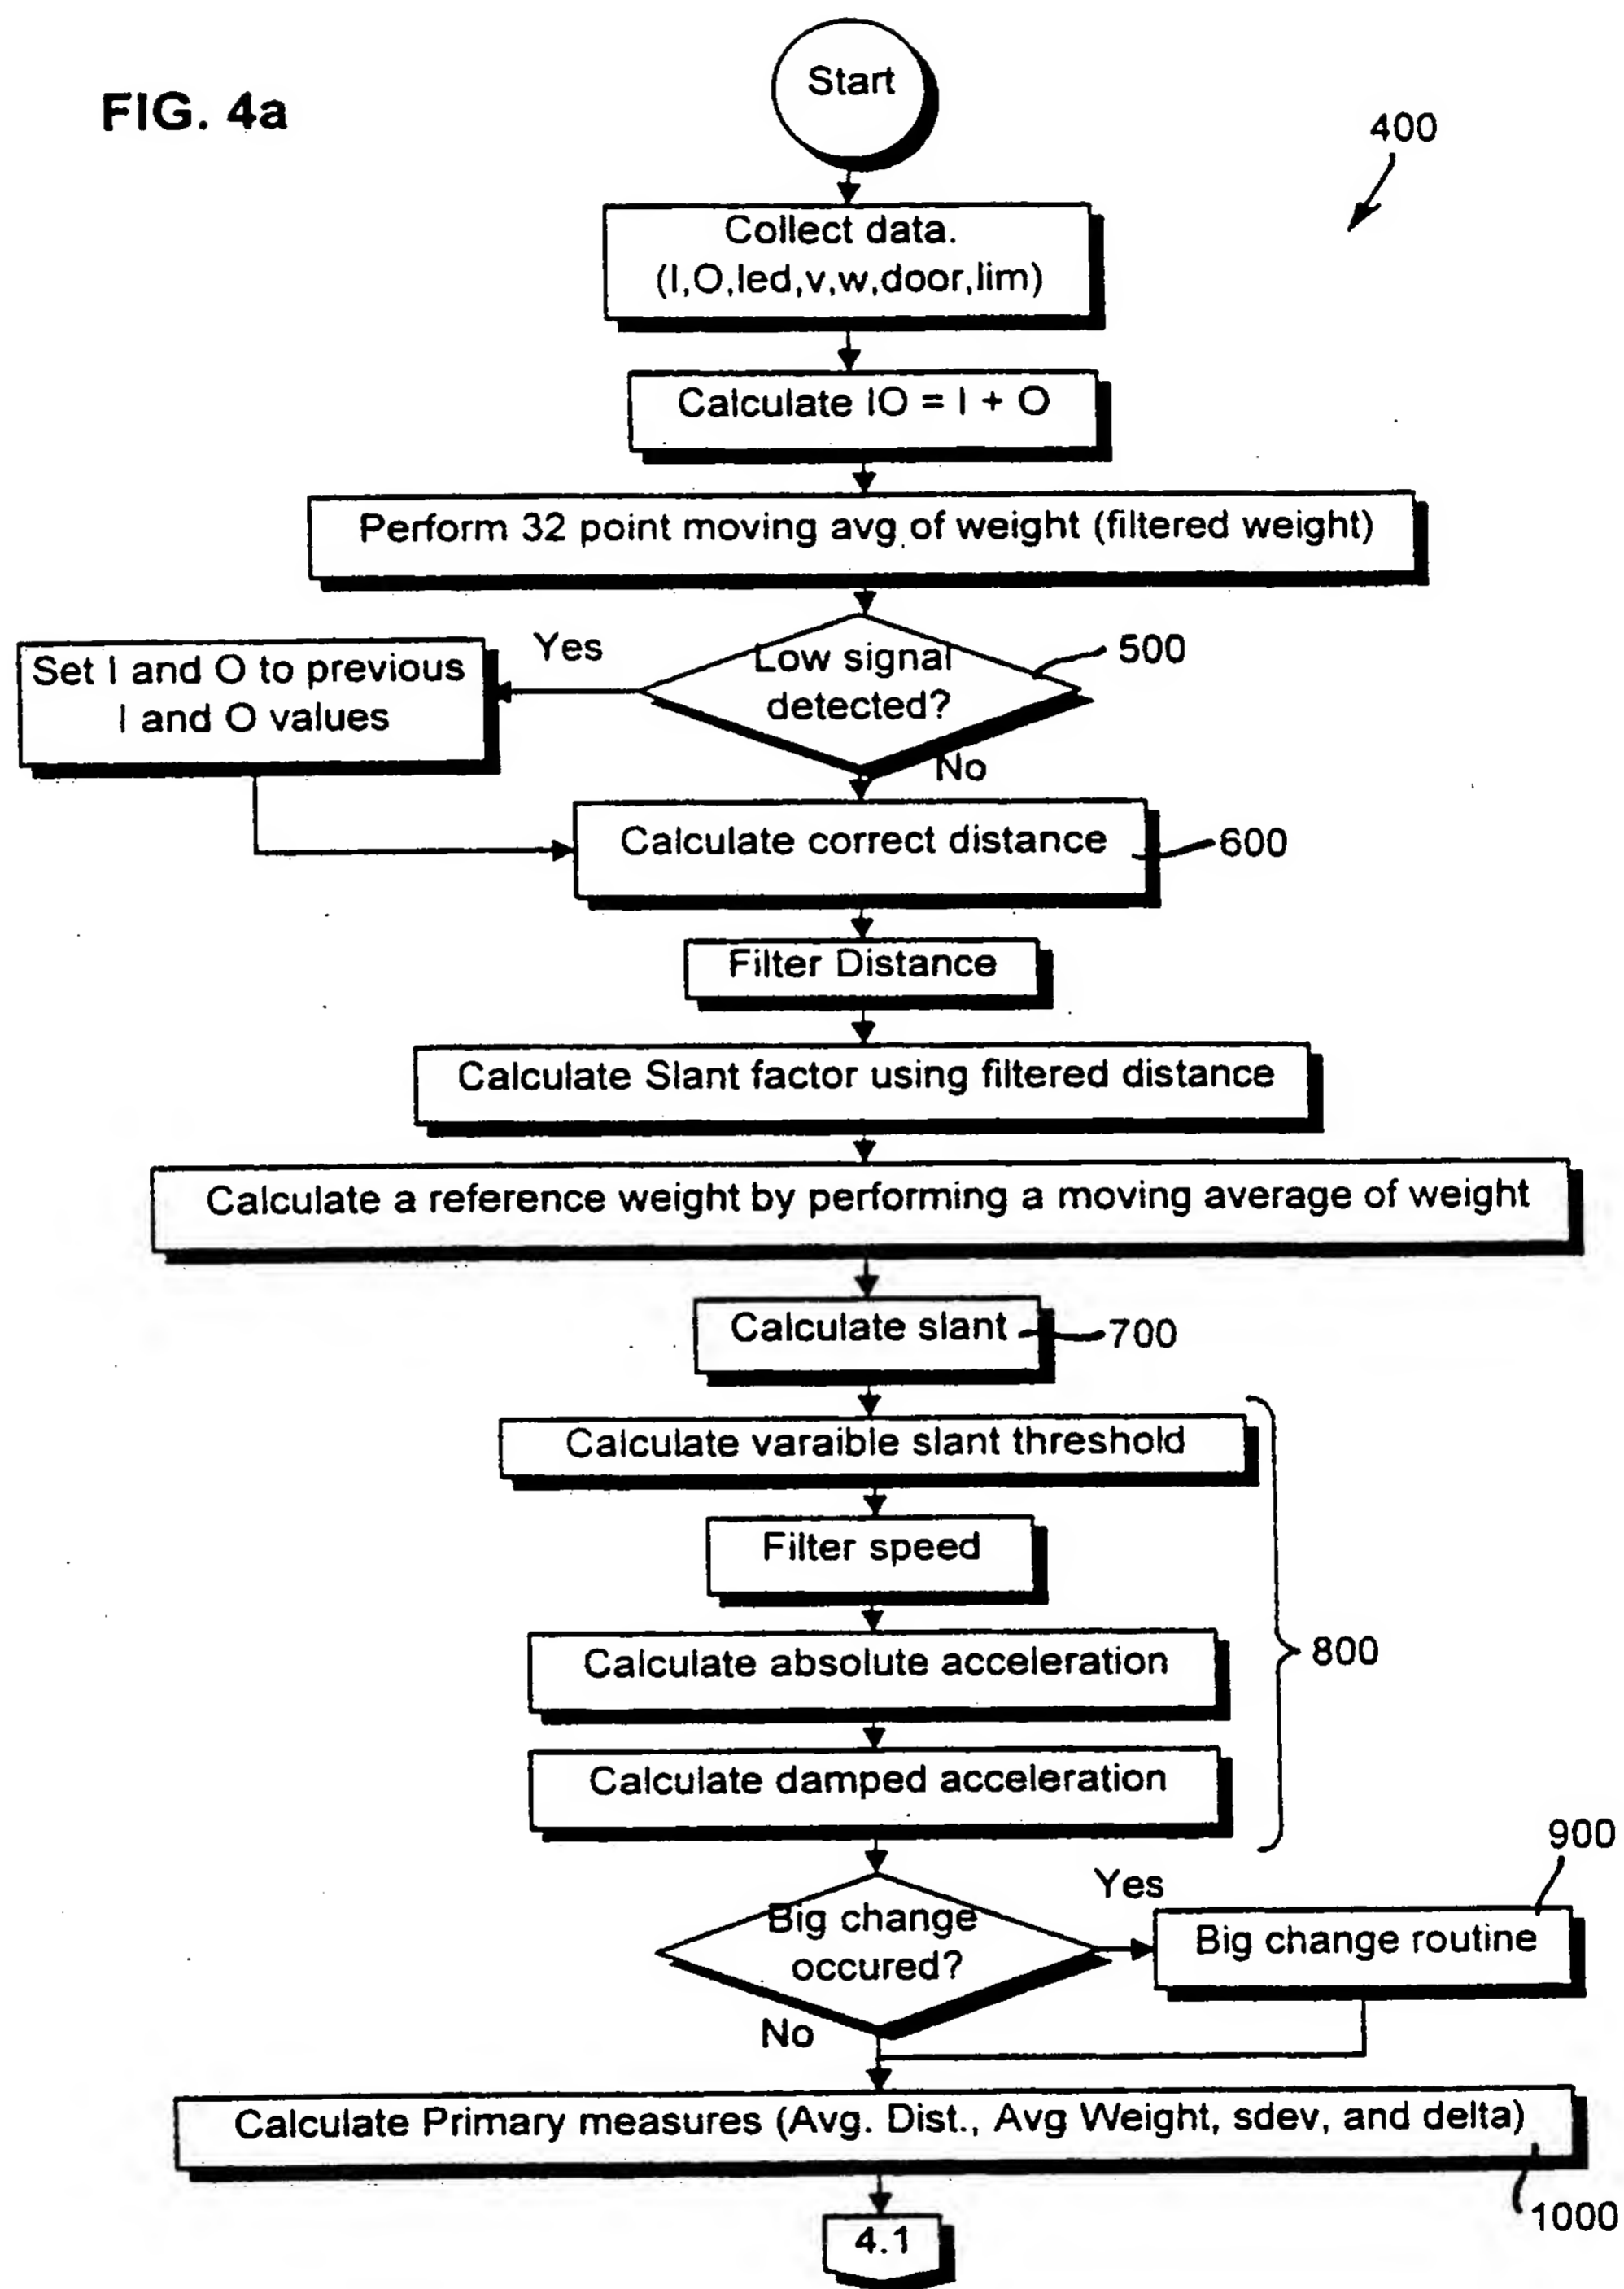 FIG. 4a
Start
400
Collect data.
(I,O,led,v,w,door,lim)
Calculate IO = I + O
Perform 32 point moving avg of weight (filtered weight)
Low signal
detected?
500
Yes
Set I and O to previous
I and O values
No
Calculate correct distance
600
Filter Distance
Calculate Slant factor using filtered distance
Calculate a reference weight by performing a moving average of weight
Calculate slant
700
Calculate varaible slant threshold
Filter speed
Calculate absolute acceleration
800
Calculate damped acceleration
900
Big change
occured?
Yes
Big change routine
No
Calculate Primary measures (Avg. Dist., Avg Weight, sdev, and delta)
1000
4.1